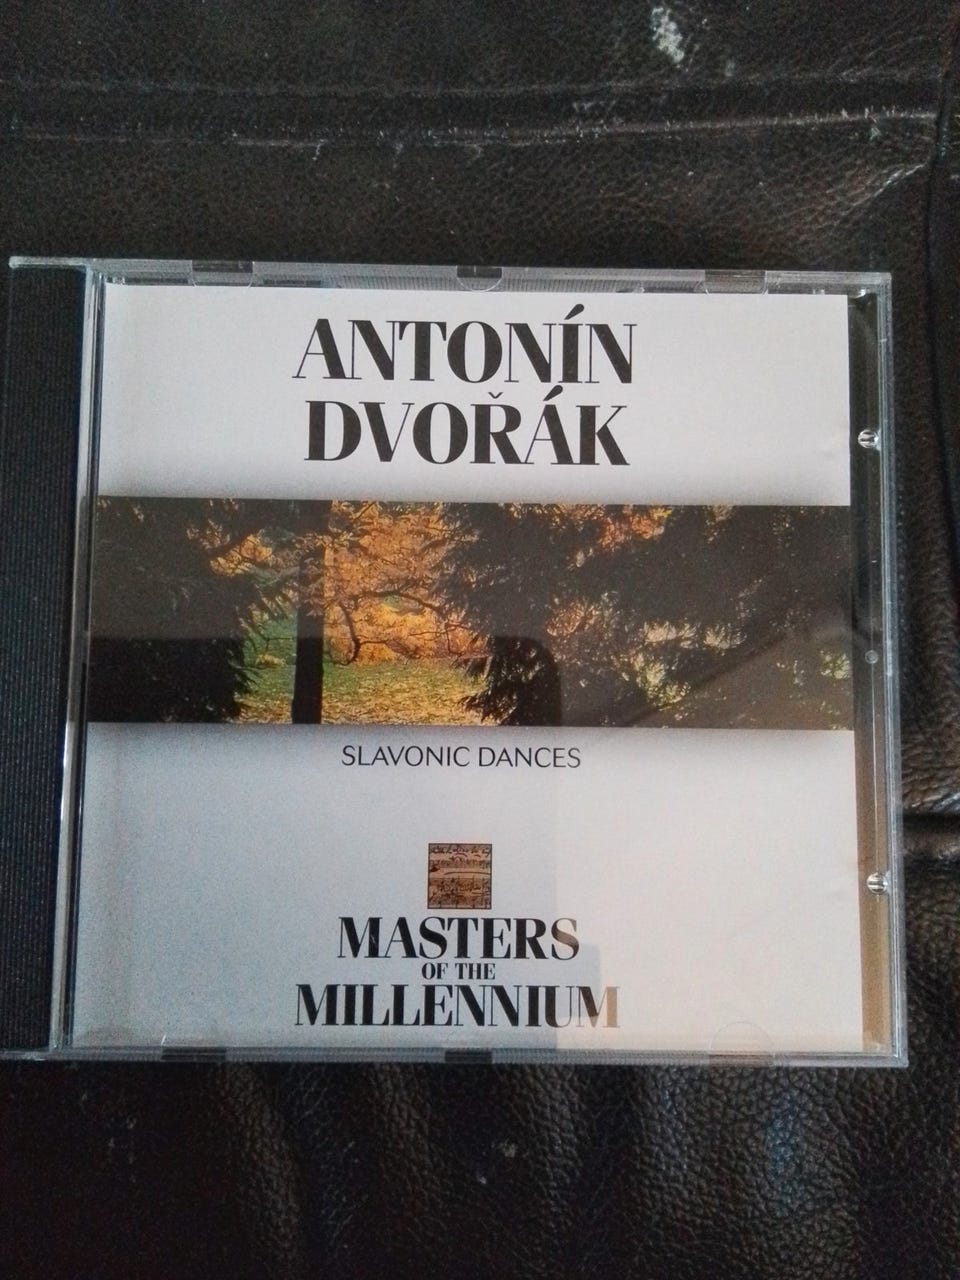 ANTONÍN
DVOŘÁK
SLAVONIC DANCES
MASTERS
OF THE
MILLENNIUM